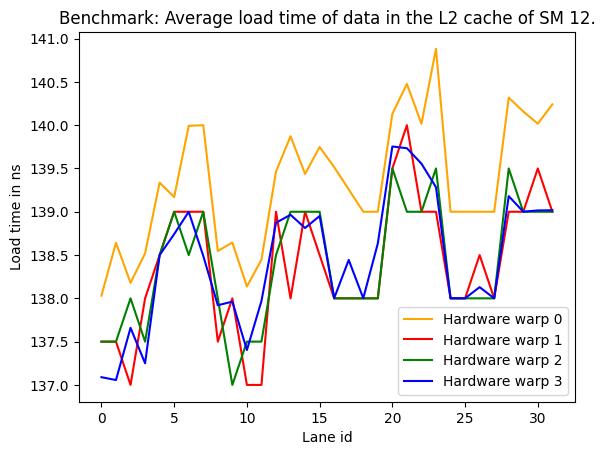 Benchmark: Average load time of data in the L2 cache of SM 12.
Load time in ns
141.0
140.5
140.0
139.5
139.0
138.5
138.0
137.5
137.0
Hardware warp 0
Hardware warp 1
Hardware warp 2
Hardware warp 3
0 5 10 15 20 25 30
Lane id